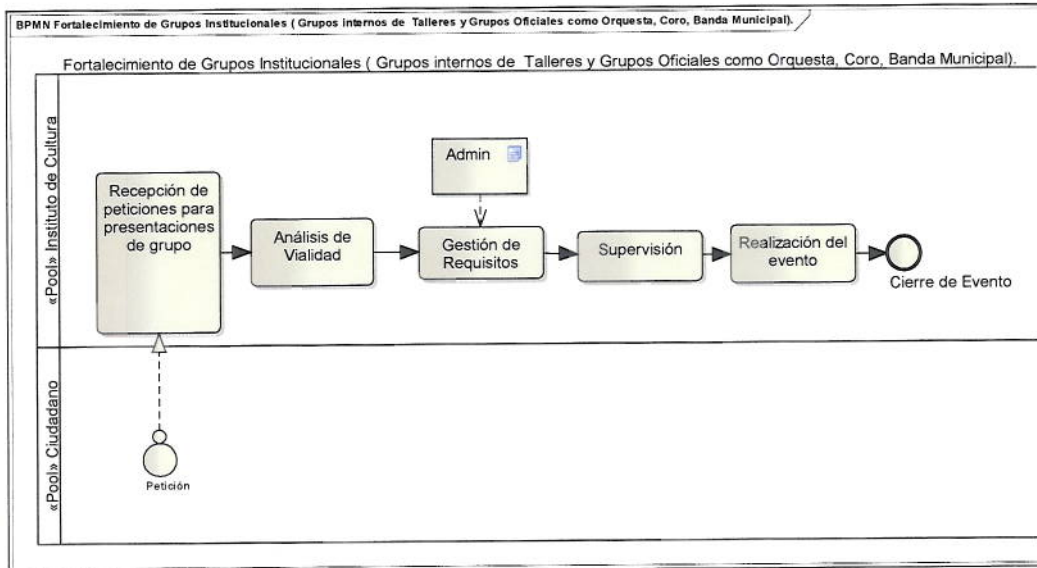 BPMN Fortalecimiento de Grupos Institucionales ( Grupos internos de Talleres y Grupos Oficiales como Orquesta, Coro, Banda Municipal).
Fortalecimiento de Grupos Institucionales ( Grupos internos de Talleres y Grupos Oficiales como Orquesta, Coro, Banda Municipal).
«Pool» Instituto de Cultura
Recepción de
peticiones para
presentaciones
de grupo
Análisis de
Vialidad
Admin
Gestión de
Requisitos
Supervisión
Realización del
evento
Cierre de Evento
«Pool» Ciudadano
Petición